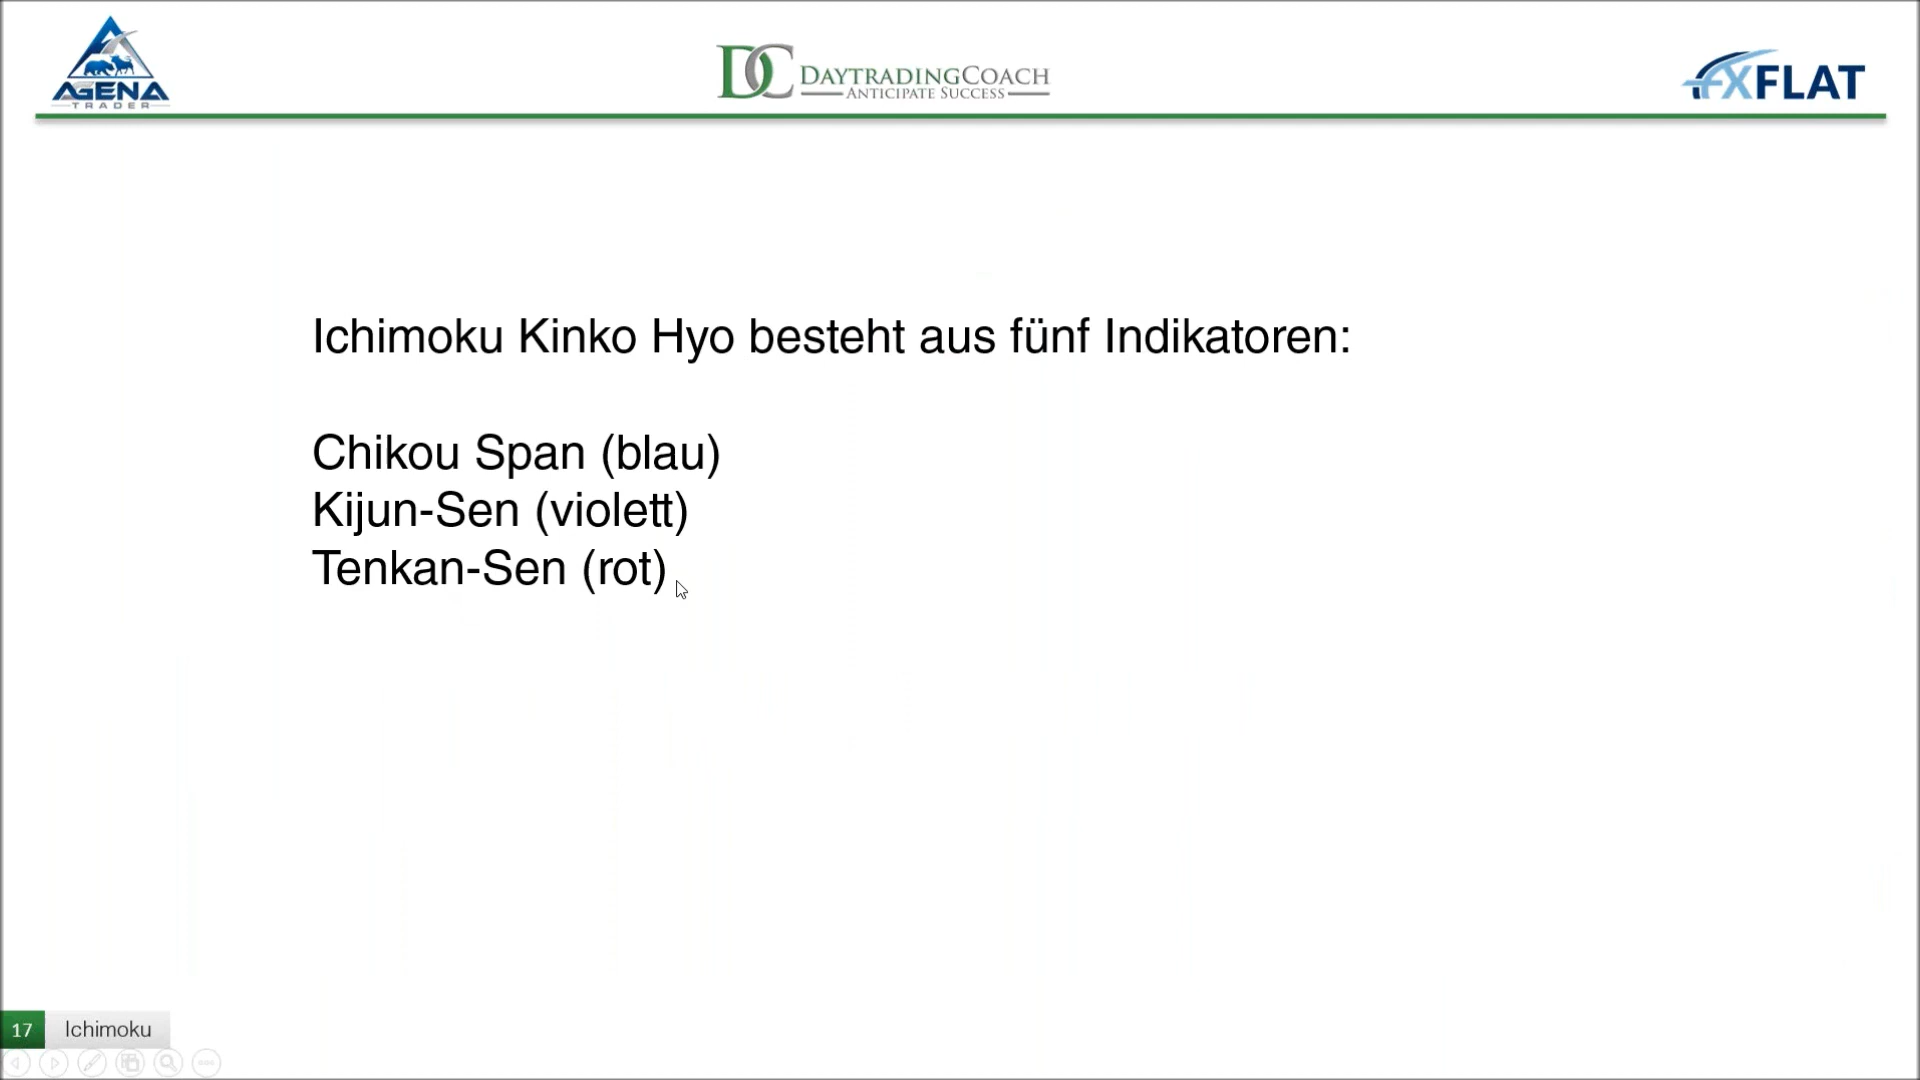 AGENA
TRADER
DC DAYTRADINGCOACH
ANTICIPATE SUCCESS
FXFLAT
Ichimoku Kinko Hyo besteht aus fünf Indikatoren:
Chikou Span (blau)
Kijun-Sen (violett)
Tenkan-Sen (rot)
17 Ichimoku